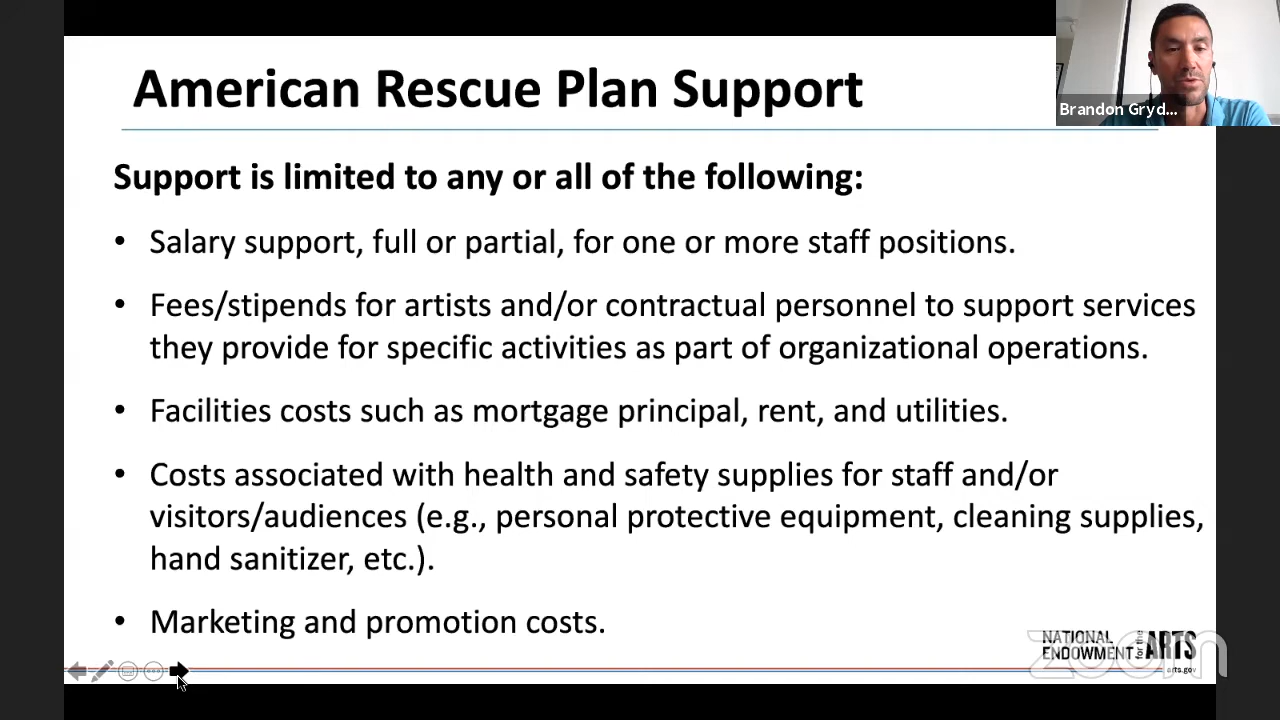 American Rescue Plan Support
Brandon Gryd...
Support is limited to any or all of the following:
• Salary support, full or partial, for one or more staff positions.
• Fees/stipends for artists and/or contractual personnel to support services
they provide for specific activities as part of organizational operations.
• Facilities costs such as mortgage principal, rent, and utilities.
• Costs associated with health and safety supplies for staff and/or
visitors/audiences (e.g., personal protective equipment, cleaning supplies,
hand sanitizer, etc.).
• Marketing and promotion costs.
NATIONAL
ENDOWMENT for the ARTS
zoom
arts.gov